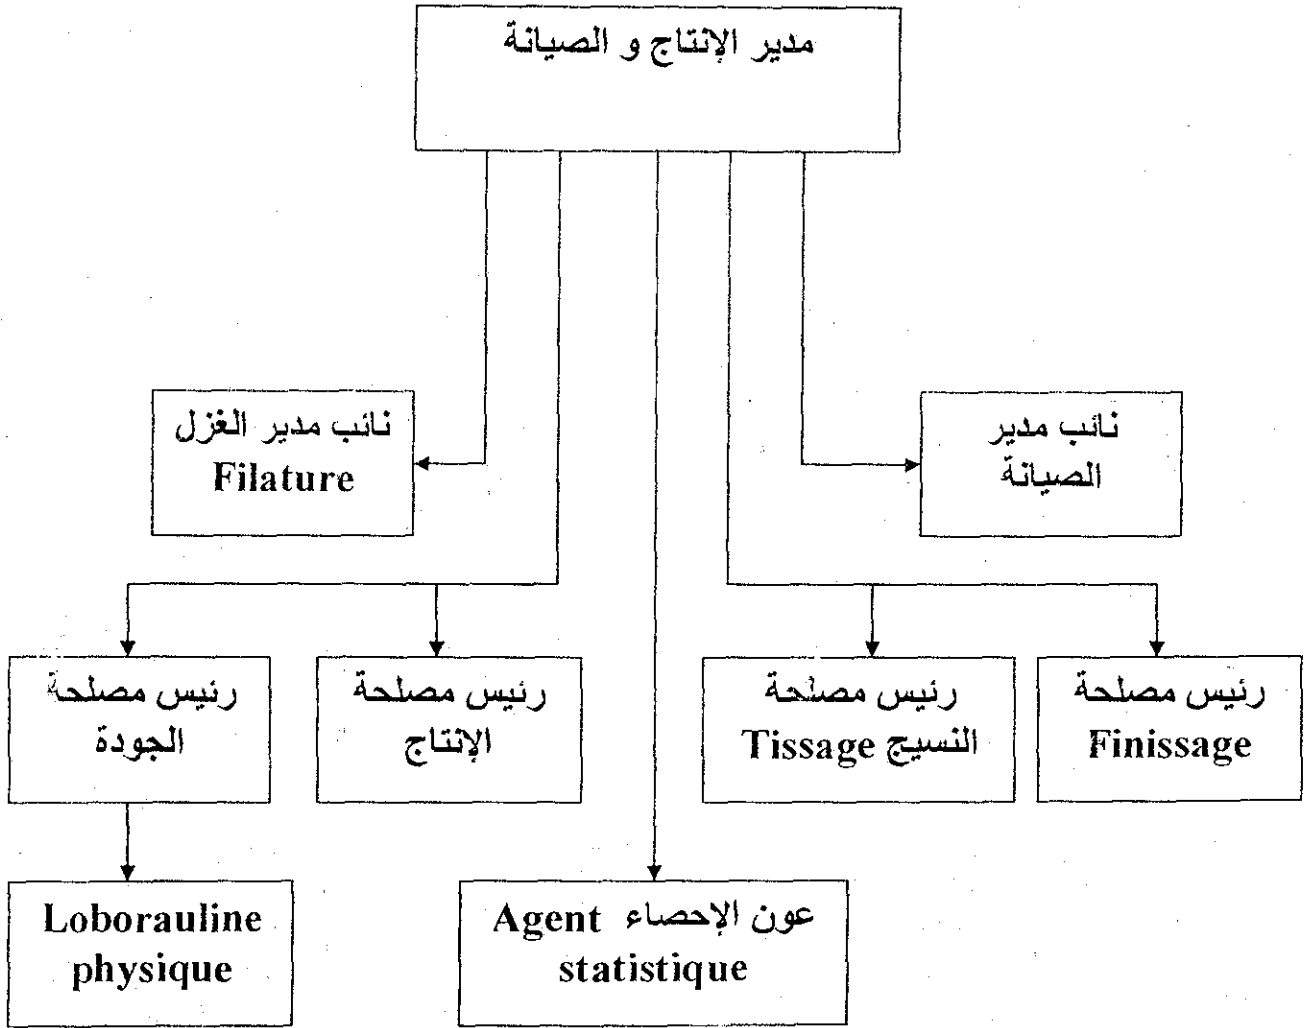 مدير الإنتاج و الصيانة
نائب مدير الغزل
Filature
نائب مدير
الصيانة
رئيس مصلحة
الجودة
رئيس مصلحة
الإنتاج
رئيس مصلحة
النسيج Tissage
رئيس مصلحة
Finissage
Loborauline
physique
عون الإحصاء Agent
statistique